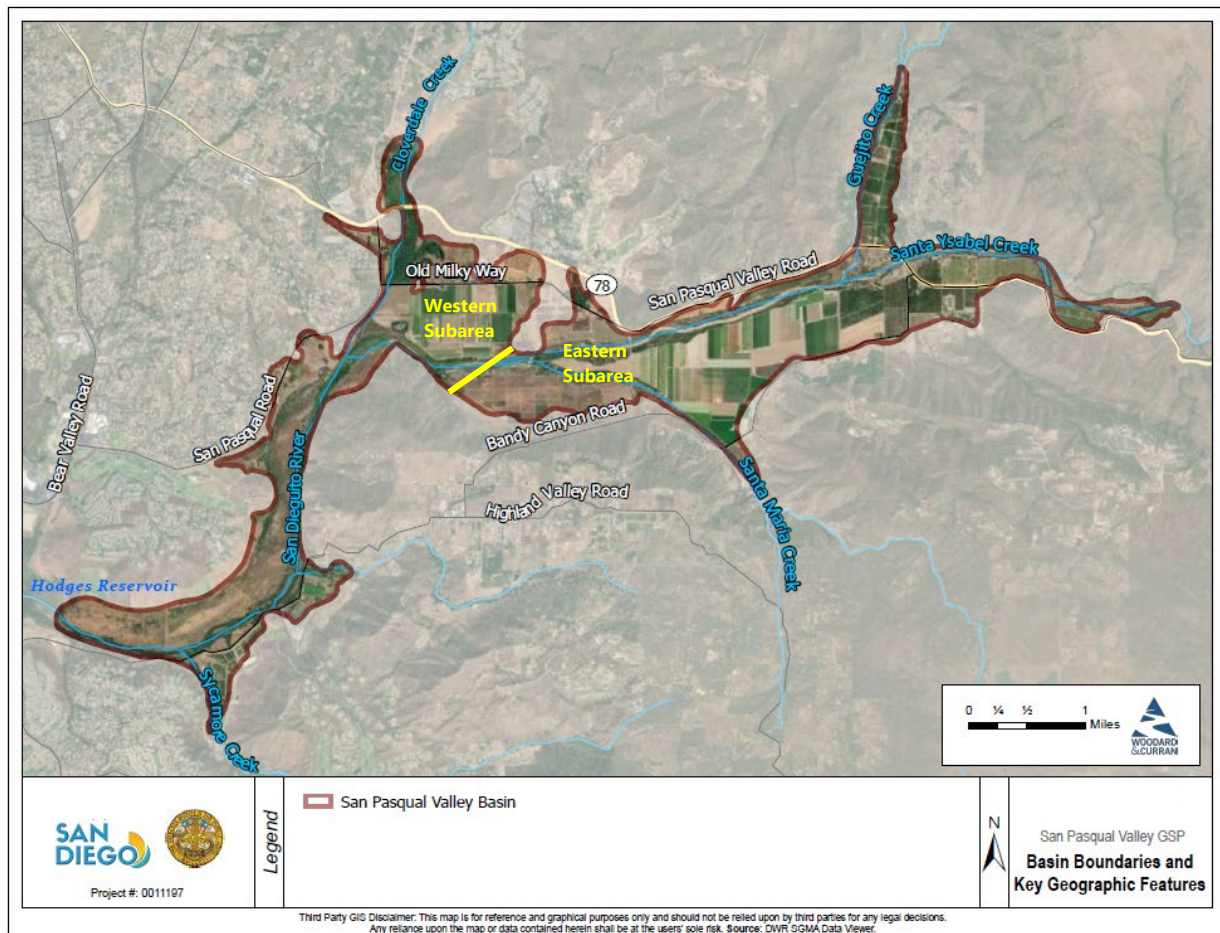 Cloverdale Creek
Guejito Creek
Santa Ysabel Creek
San Pasqual Valley Road
Old Milky Way
78
Western
Subarea
Eastern
Subarea
Bandy Canyon Road
San Pasqual Road
Bear Valley Road
San Dieguito River
Highland Valley Road
Santa Maria Creek
Hodges Reservoir
Sycamore Creek
0 ¼ ½ 1
Miles
WOODARD
&CURRAN
SAN
DIEGO
Project #: 0011197
Legend
San Pasqual Valley Basin
N
San Pasqual Valley GSP
Basin Boundaries and
Key Geographic Features
Third Party GIS Disclaimer: This map is for reference and graphical purposes only and should not be relied upon by third parties for any legal decisions.
Any reliance upon the map or data contained herein shall be at the users' sole risk. Source: DWR SGMA Data Viewer.